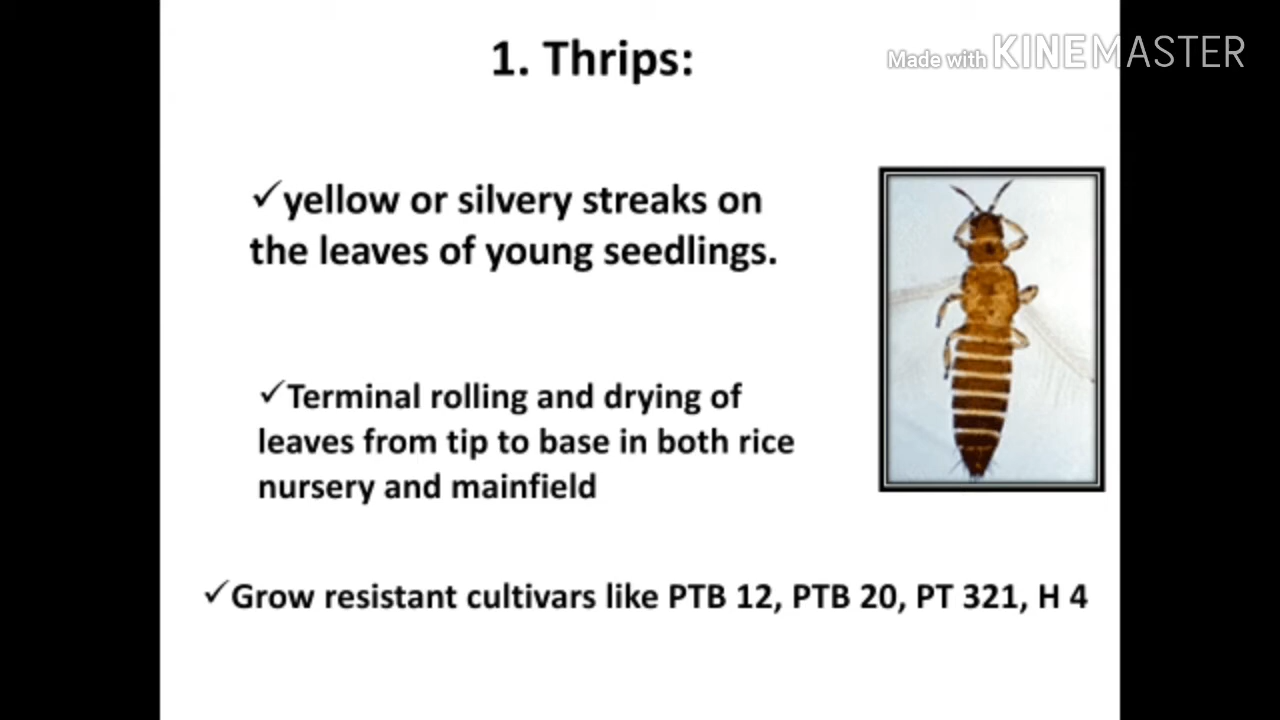 1. Thrips:
Made with KINEMASTER
✓yellow or silvery streaks on
the leaves of young seedlings.
✓Terminal rolling and drying of
leaves from tip to base in both rice
nursery and mainfield
✓Grow resistant cultivars like PTB 12, PTB 20, PT 321, H 4